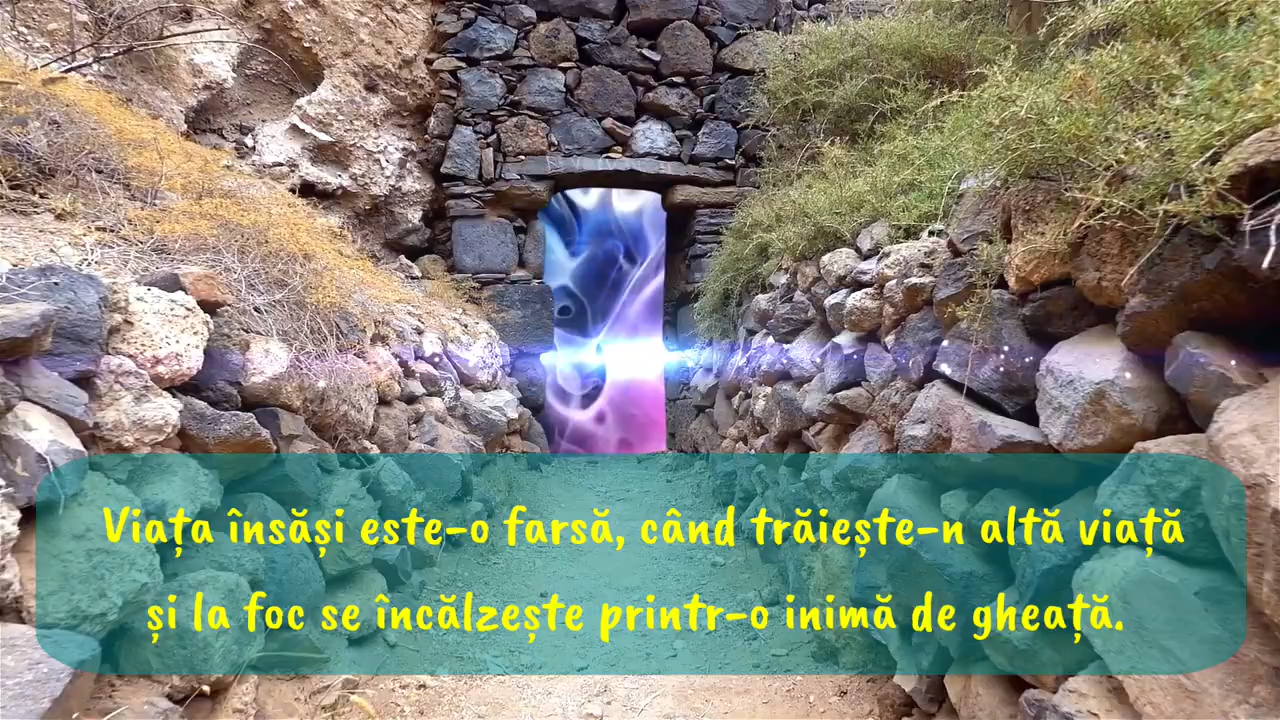 Viața însăși este-o farsă, când trăiește-n altă viață
și la foc se încălzește printr-o inimă de gheață.